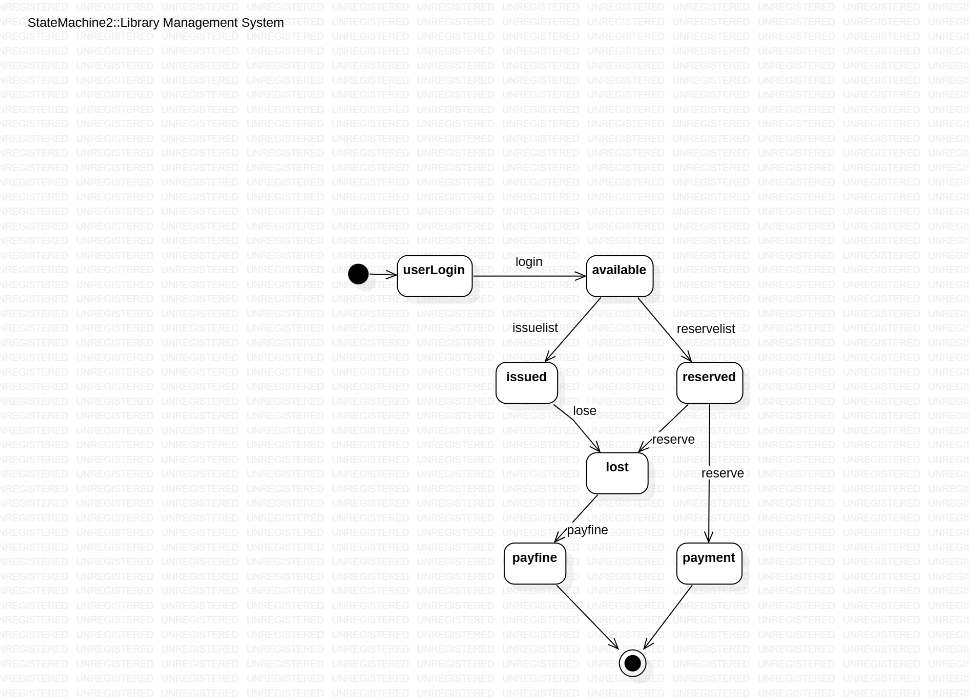 StateMachine2::Library Management System
login
userLogin
available
issuelist
reservelist
issued
reserved
lose
reserve
lost
reserve
payfine
payfine
payment
UNREGISTERED